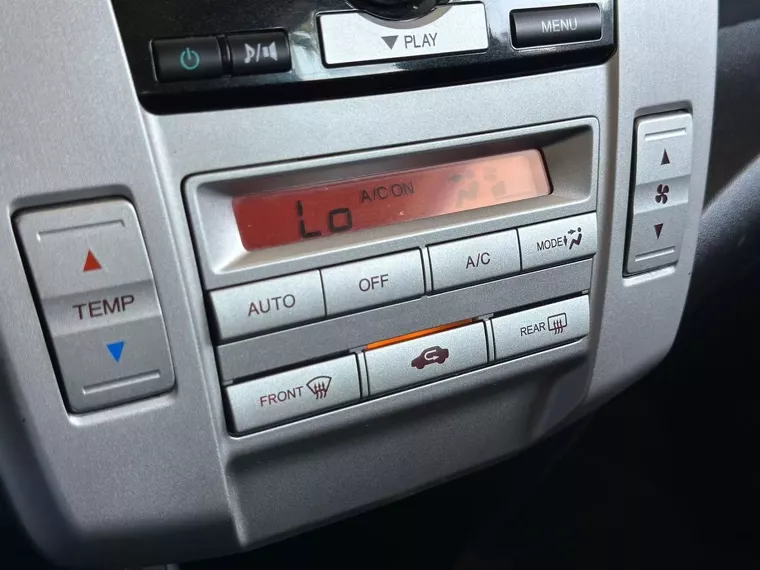 PLAY
MENU
A/C ON
Lo
TEMP
AUTO
OFF
A/C
MODE
FRONT
REAR